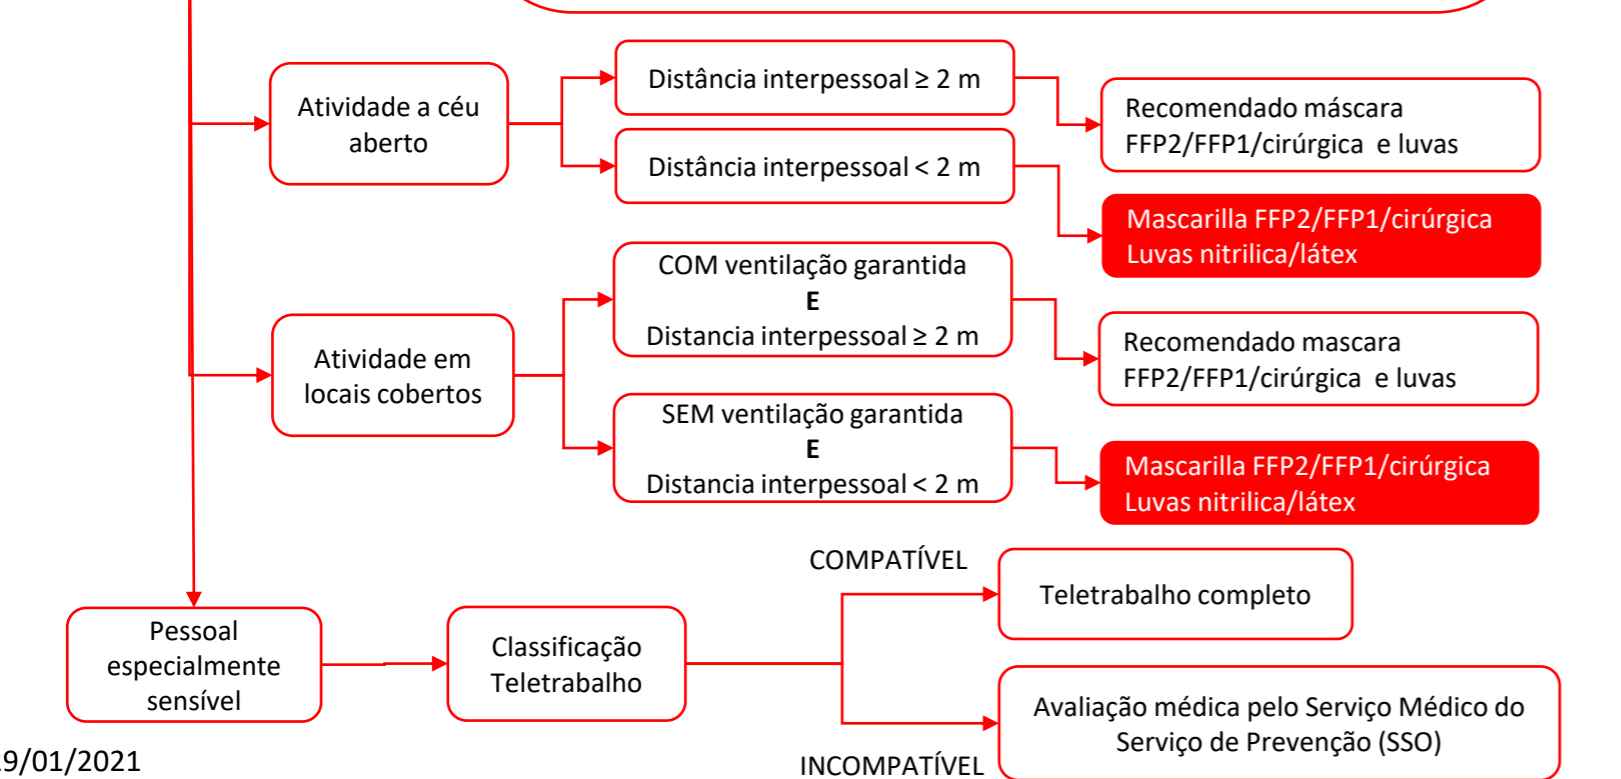 Atividade a céu
aberto
Distância interpessoal ≥ 2 m
Distância interpessoal < 2 m
Recomendado máscara
FFP2/FFP1/cirúrgica e luvas
Mascarilla FFP2/FFP1/cirúrgica
Luvas nitrilica/látex
Atividade em
locais cobertos
COM ventilação garantida
E
Distancia interpessoal ≥ 2 m
SEM ventilação garantida
E
Distancia interpessoal < 2 m
Recomendado mascara
FFP2/FFP1/cirúrgica e luvas
Mascarilla FFP2/FFP1/cirúrgica
Luvas nitrilica/látex
Pessoal
especialmente
sensível
Classificação
Teletrabalho
COMPATÍVEL
Teletrabalho completo
INCOMPATÍVEL
Avaliação médica pelo Serviço Médico do
Serviço de Prevenção (SSO)
9/01/2021